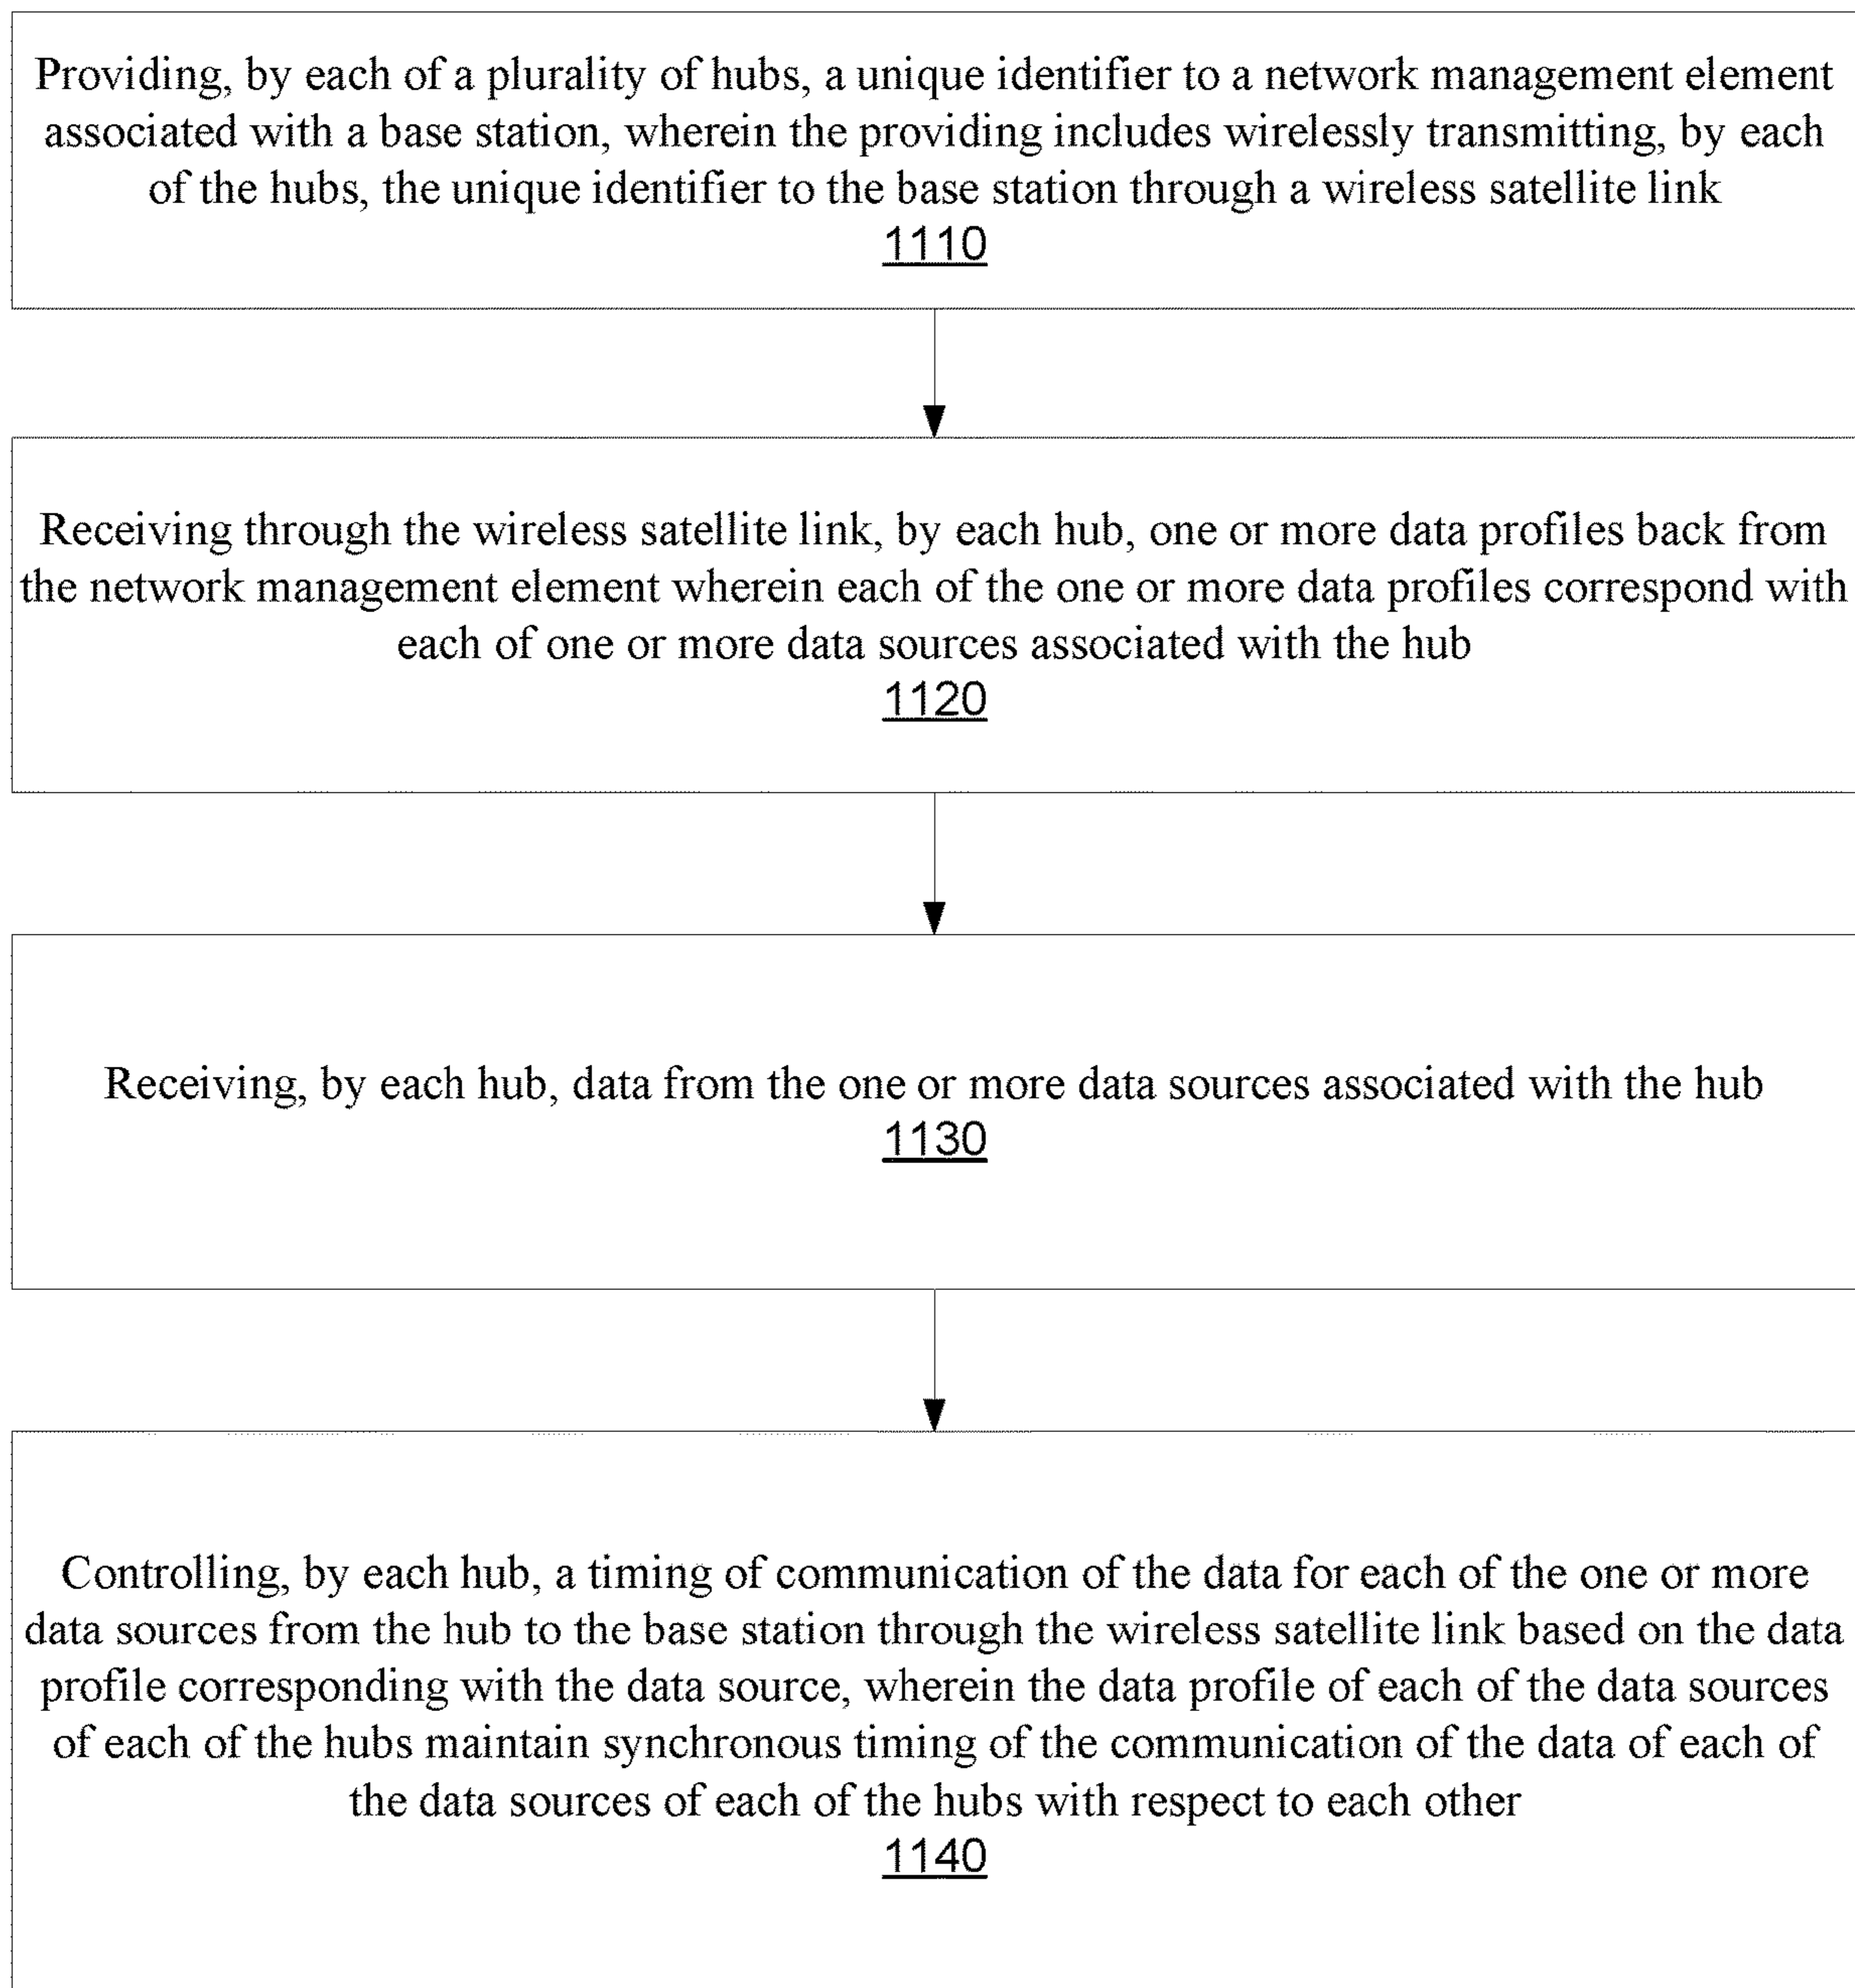 Providing, by each of a plurality of hubs, a unique identifier to a network management element
associated with a base station, wherein the providing includes wirelessly transmitting, by each
of the hubs, the unique identifier to the base station through a wireless satellite link
1110
Receiving through the wireless satellite link, by each hub, one or more data profiles back from
the network management element wherein each of the one or more data profiles correspond with
each of one or more data sources associated with the hub
1120
Receiving, by each hub, data from the one or more data sources associated with the hub
1130
Controlling, by each hub, a timing of communication of the data for each of the one or more
data sources from the hub to the base station through the wireless satellite link based on the data
profile corresponding with the data source, wherein the data profile of each of the data sources
of each of the hubs maintain synchronous timing of the communication of the data of each of
the data sources of each of the hubs with respect to each other
1140